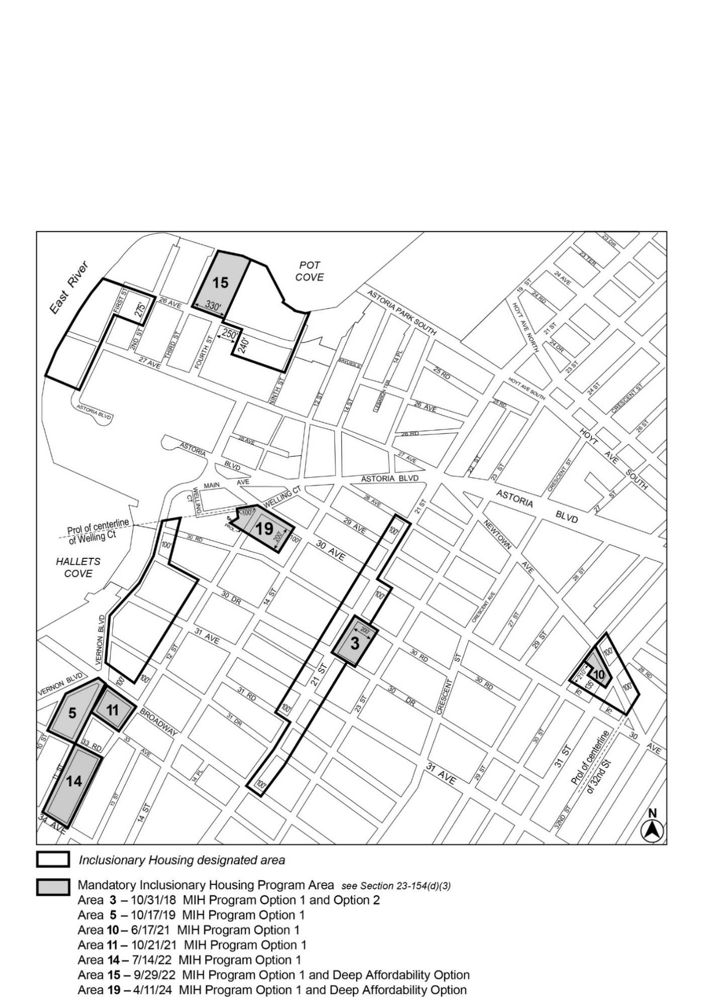 23 DR
23 TER
24 AVE
19 ST
24 RD
HOYT AVE NORTH
21 ST
24 DR
23 ST
24 ST
CRESCENT ST
26 ST
POT
COVE
East River
15
330'
FIRST ST
275'
26 AVE
2ND ST
THIRD ST
FOURTH ST
250'
240'
27 AVE
NINTH ST
ASTORIA BLVD
ASTORIA PARK SOUTH
14 PL
25 RD
HOYT AVE SOUTH
25 RD
LEBANON TER
12 ST
14 ST
26 AVE
26 RD
27 AVE
28 AVE
ASTORIA
BLVD
MAIN AVE
WELLING CT
WELLING CT
ASTORIA BLVD
22 ST
23 ST
CRESCENT ST
HOYT AVE SOUTH
27 ST
28 AVE
21 ST
ASTORIA BLVD
29 AVE
NEWTOWN AVE
30 AVE
Prol of centerline
of Welling Ct
HALLETS
COVE
PROL
100'
19
200'
100'
30 RD
100'
100'
100'
28 ST
30 DR
14 ST
CRESCENT AVE
27 ST
29 ST
VERNON BLVD
31 AVE
12 ST
200'
3
30 RD
100'
10
210'
135'
75'
28 RD
100'
VERNON BLVD
100'
100'
21 ST
CRESCENT ST
30 RD
30 DR
31 RD
23 ST
100'
31 DR
5
11
BROADWAY
10 ST
33 RD
33 AVE
30 ST
30 AVE
31 ST
Prol of centerline
of 32nd St
11 ST
14
14 PL
100'
31 AVE
29 ST
13 ST
14 ST
32ND ST
34 AVE
N
Inclusionary Housing designated area
Mandatory Inclusionary Housing Program Area see Section 23-154(d)(3)
Area 3 – 10/31/18 MIH Program Option 1 and Option 2
Area 5 – 10/17/19 MIH Program Option 1
Area 10 – 6/17/21 MIH Program Option 1
Area 11 – 10/21/21 MIH Program Option 1
Area 14 – 7/14/22 MIH Program Option 1
Area 15 – 9/29/22 MIH Program Option 1 and Deep Affordability Option
Area 19 – 4/11/24 MIH Program Option 1 and Deep Affordability Option